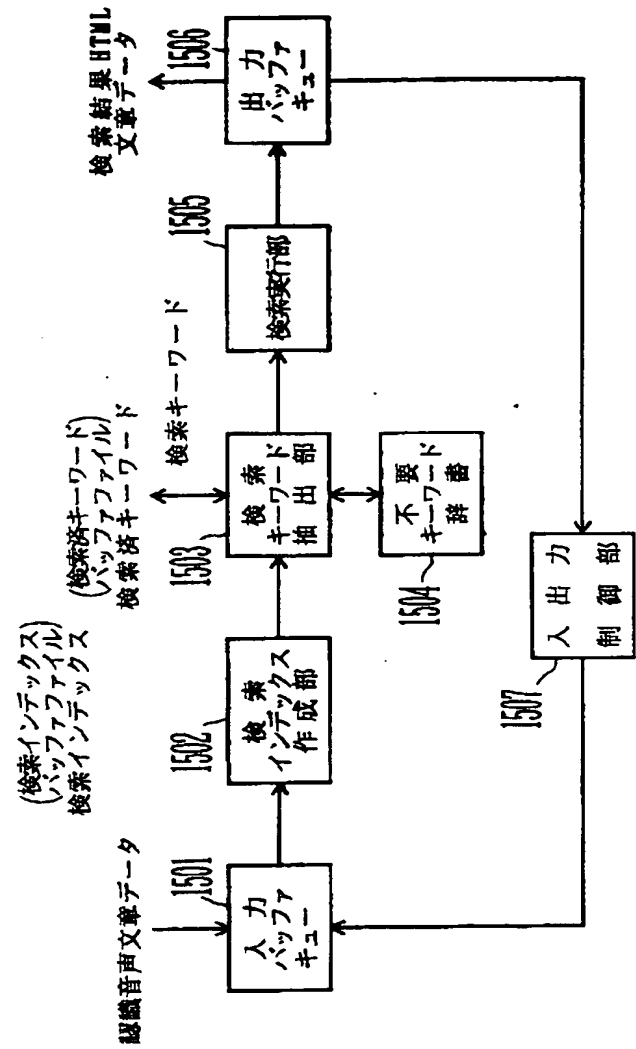 認識音声文章データ
1501
入力
バッファ
キュー
(検索インデックス
バッファファイル)
検索インデックス
1502
検索
インデックス
作成部
(検索済キーワード
バッファファイル)
検索済キーワード
1503
検索
キーワード
抽出部
検索キーワード
1504
不要
キーワード
辞書
1505
検索実行部
検索結果HTML
文章データ
1506
出力
バッファ
キュー
1507
入出力
制御部